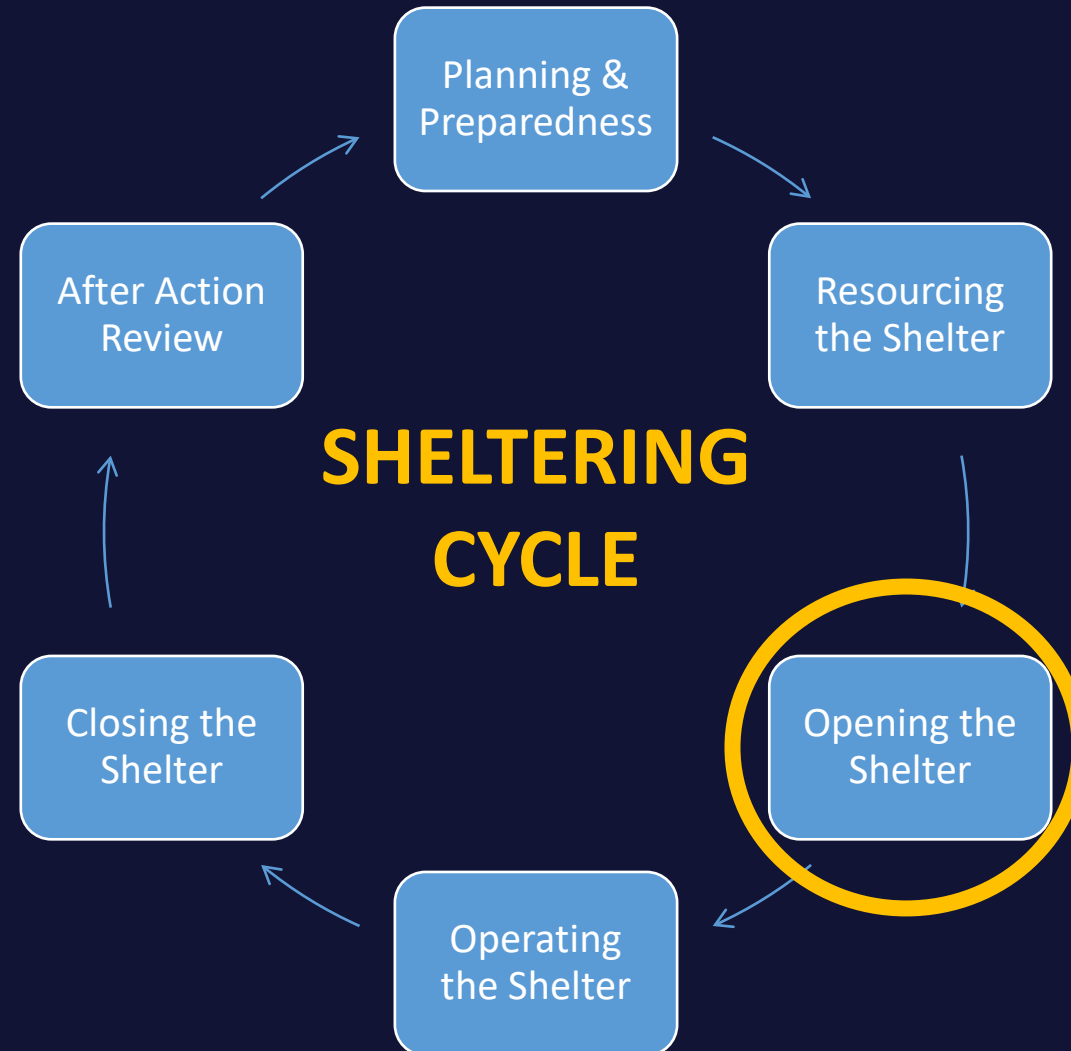 Planning &
Preparedness
Resourcing
the Shelter
Opening the
Shelter
Operating
the Shelter
Closing the
Shelter
After Action
Review
SHELTERING
CYCLE